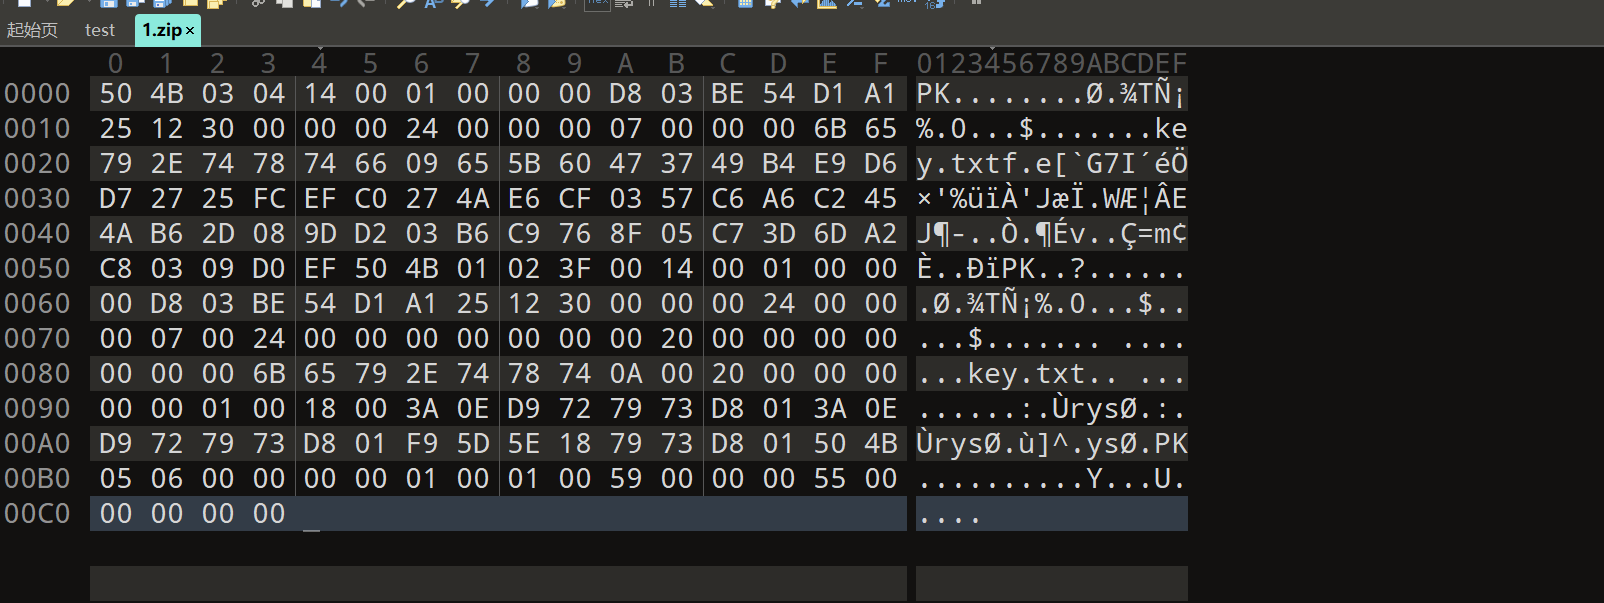 起始页 test 1.zip ×
0 1 2 3 4 5 6 7 8 9 A B C D E F 0123456789ABCDEF
0000 50 4B 03 04 14 00 01 00 00 00 D8 03 BE 54 D1 A1 PK........Ø.¾TÑ¡
0010 25 12 30 00 00 00 24 00 00 00 07 00 00 00 6B 65 %.0...$.......ke
0020 79 2E 74 78 74 66 09 65 5B 60 47 37 49 B4 E9 D6 y.txtf.e[`G7I´éÖ
0030 D7 27 25 FC EF C0 27 4A E6 CF 03 57 C6 A6 C2 45 ×'%üïÀ'JæÏ.WÆ¦ÂE
0040 4A B6 2D 08 9D D2 03 B6 C9 76 8F 05 C7 3D 6D A2 J¶-..Ò.¶Év..Ç=m¢
0050 C8 03 09 D0 EF 50 4B 01 02 3F 00 14 00 01 00 00 È..ÐïPK..?......
0060 00 D8 03 BE 54 D1 A1 25 12 30 00 00 00 24 00 00 .Ø.¾TÑ¡%.0...$..
0070 00 07 00 24 00 00 00 00 00 00 00 20 00 00 00 00 ...$....... ....
0080 00 00 00 6B 65 79 2E 74 78 74 0A 00 20 00 00 00 ...key.txt.. ...
0090 00 00 01 00 18 00 3A 0E D9 72 79 73 D8 01 3A 0E ......:.ÙrysØ.:.
00A0 D9 72 79 73 D8 01 F9 5D 5E 18 79 73 D8 01 50 4B ÙrysØ.ù]^.ysØ.PK
00B0 05 06 00 00 00 00 01 00 01 00 59 00 00 00 55 00 ..........Y...U.
00C0 00 00 00 00 ....